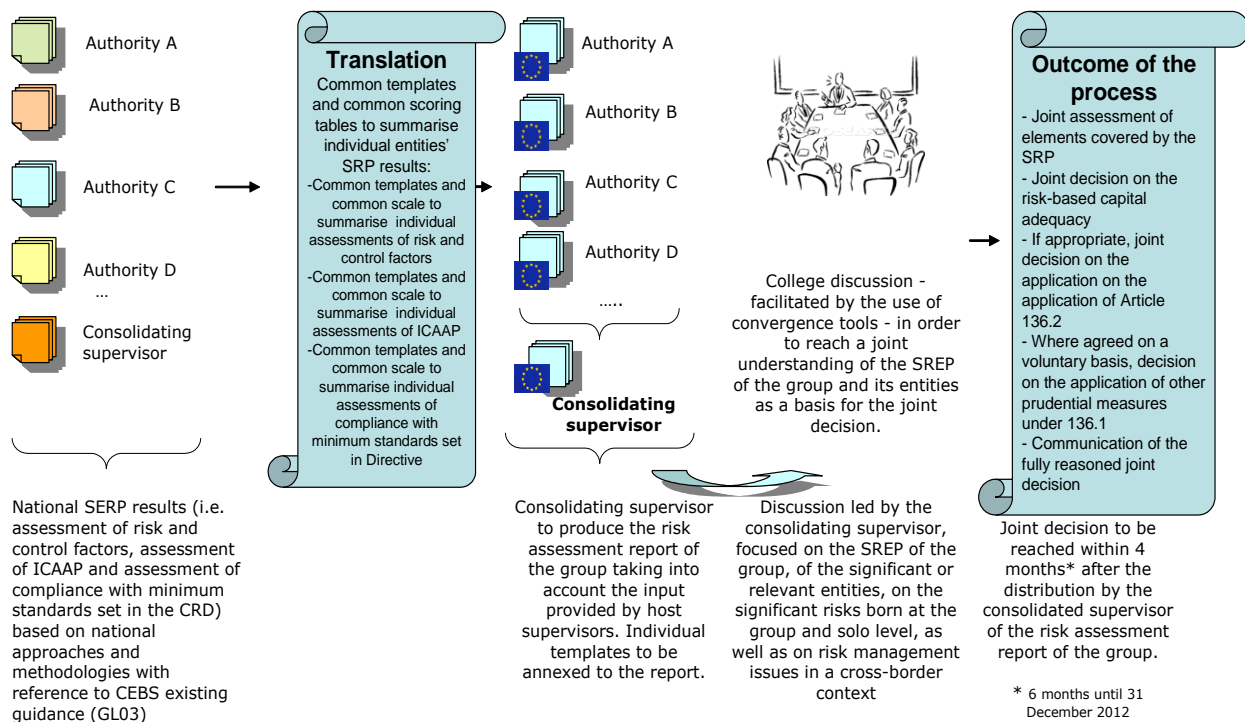 Authority A
Authority B
Authority C
Authority D
...
Consolidating
supervisor
National SERP results (i.e.
assessment of risk and
control factors, assessment
of ICAAP and assessment of
compliance with minimum
standards set in the CRD)
based on national
approaches and
methodologies with
reference to CEBS existing
guidance (GL03)
Translation
Common templates
and common scoring
tables to summarise
individual entities'
SRP results:
-Common templates and
common scale to
summarise individual
assessments of risk and
control factors
-Common templates and
common scale to
summarise individual
assessments of ICAAP
-Common templates and
common scale to
summarise individual
assessments of
compliance with
minimum standards set
in Directive
Authority A
Authority B
Authority C
Authority D
…..
Consolidating
supervisor
Consolidating supervisor
to produce the risk
assessment report of
the group taking into
account the input
provided by host
supervisors. Individual
templates to be
annexed to the report.
College discussion -
facilitated by the use of
convergence tools - in order
to reach a joint
understanding of the SREP
of the group and its entities
as a basis for the joint
decision.
Discussion led by the
consolidating supervisor,
focused on the SREP of the
group, of the significant or
relevant entities, on the
significant risks born at the
group and solo level, as
well as on risk management
issues in a cross-border
context
Outcome of the
process
- Joint assessment of
elements covered by the
SRP
- Joint decision on the
risk-based capital
adequacy
- If appropriate, joint
decision on the
application on the
application of Article
136.2
- Where agreed on a
voluntary basis, decision
on the application of other
prudential measures
under 136.1
- Communication of the
fully reasoned joint
decision
Joint decision to be
reached within 4
months* after the
distribution by the
consolidated supervisor
of the risk assessment
report of the group.
* 6 months until 31
December 2012